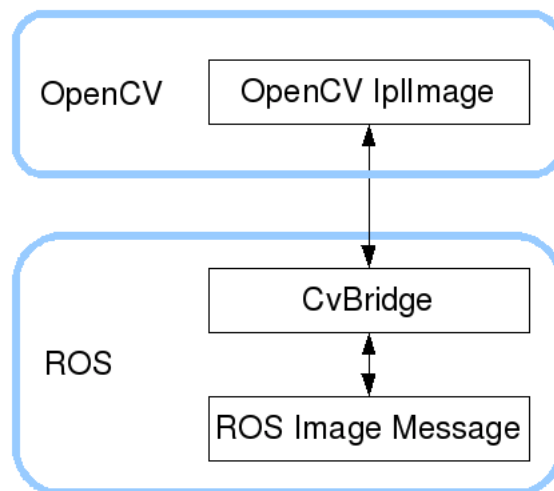 OpenCV
OpenCV IplImage
CvBridge
ROS
ROS Image Message